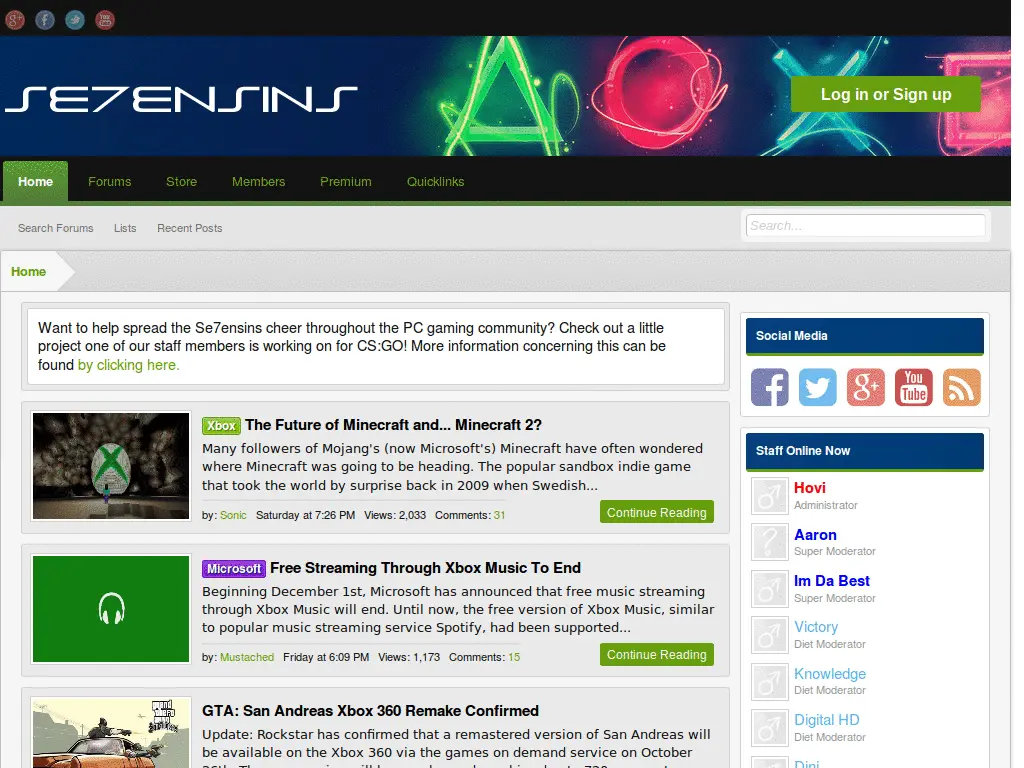 SE7ENSINS
Log in or Sign up
Home Forums Store Members Premium Quicklinks
Search Forums Lists Recent Posts
Search...
Home
Want to help spread the Se7ensins cheer throughout the PC gaming community? Check out a little
project one of our staff members is working on for CS:GO! More information concerning this can be
found by clicking here.
Xbox The Future of Minecraft and... Minecraft 2?
Many followers of Mojang's (now Microsoft's) Minecraft have often wondered
where Minecraft was going to be heading. The popular sandbox indie game
that took the world by surprise back in 2009 when Swedish...
by: Sonic Saturday at 7:26 PM Views: 2,033 Comments: 31
Continue Reading
Microsoft Free Streaming Through Xbox Music To End
Beginning December 1st, Microsoft has announced that free music streaming
through Xbox Music will end. Until now, the free version of Xbox Music, similar
to popular music streaming service Spotify, had been supported...
by: Mustached Friday at 6:09 PM Views: 1,173 Comments: 15
Continue Reading
GTA: San Andreas Xbox 360 Remake Confirmed
Update: Rockstar has confirmed that a remastered version of San Andreas will
be available on the Xbox 360 via the games on demand service on October
Social Media
You
Tube
Staff Online Now
Hovi
Administrator
Aaron
Super Moderator
Im Da Best
Super Moderator
Victory
Diet Moderator
Knowledge
Diet Moderator
Digital HD
Diet Moderator
Dini